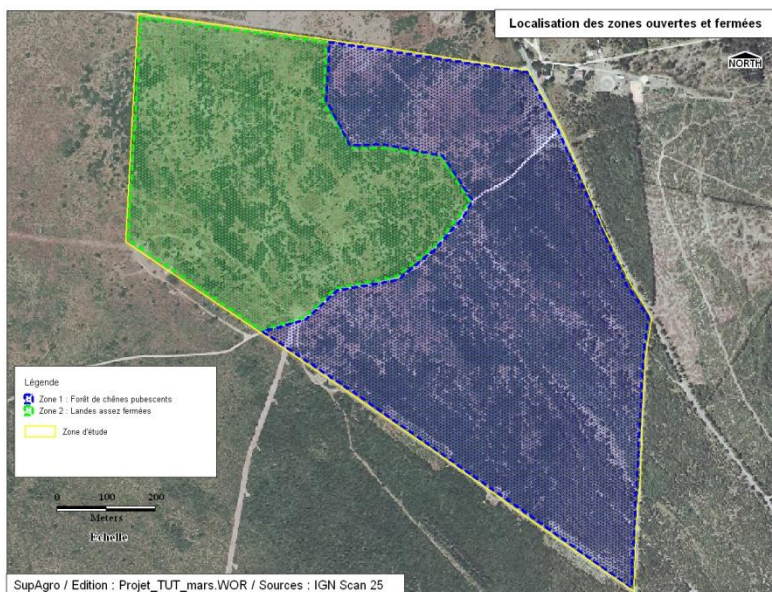 Localisation des zones ouvertes et fermées
NORTH
Légende
Zone 1 : Forêt de chênes pubescents
Zone 2 : Landes assez fermées
Zone d'étude
0 100 200
Meters
Echelle
SupAgro / Edition : Projet_TUT_mars.WOR / Sources : IGN Scan 25